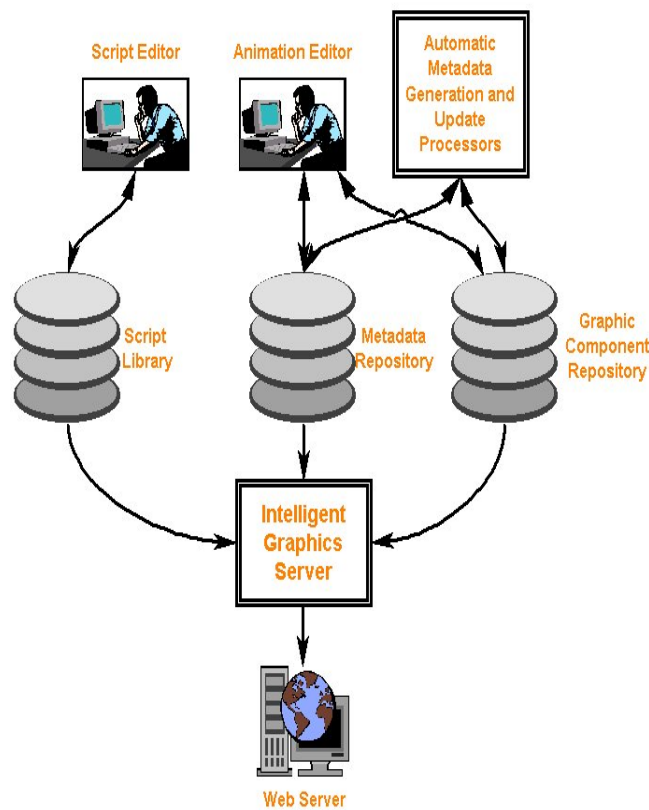 Script Editor
Animation Editor
Automatic
Metadata
Generation and
Update
Processors
Script
Library
Metadata
Repository
Graphic
Component
Repository
Intelligent
Graphics
Server
Web Server